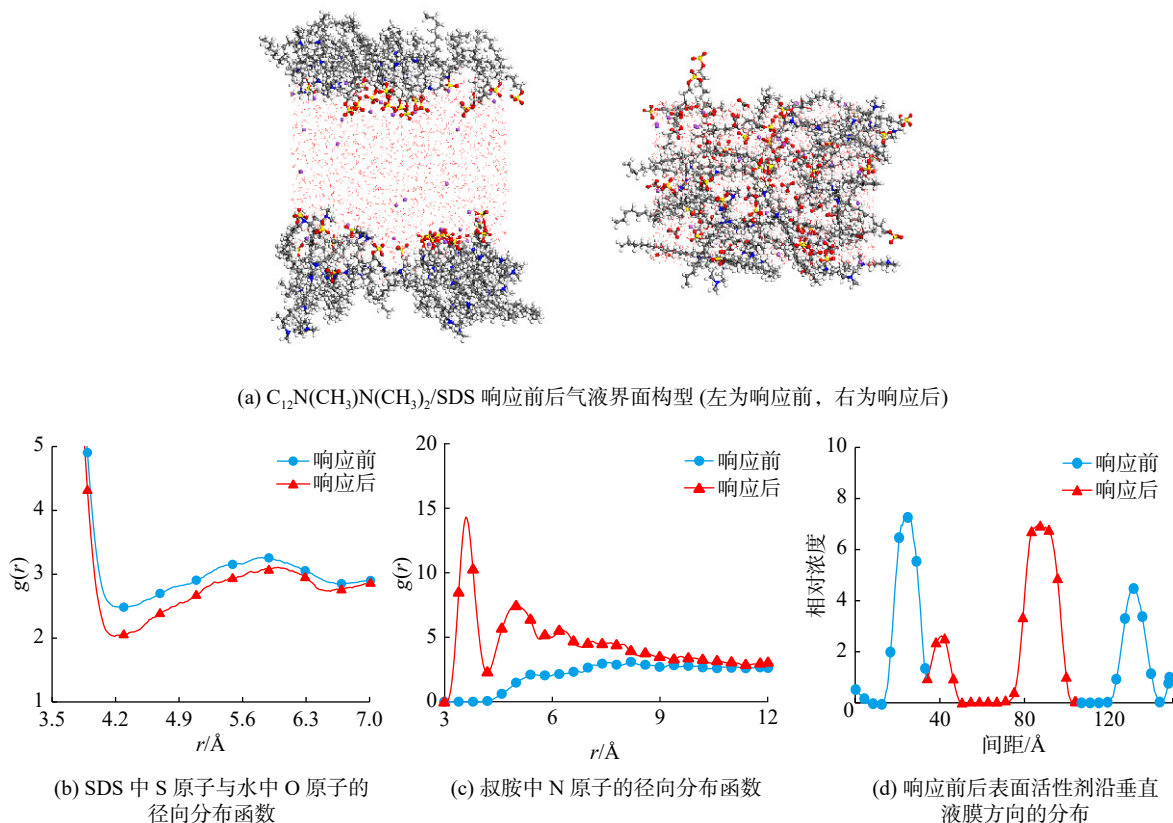 (a) C₁₂N(CH₃)N(CH₃)₂/SDS 响应前后气液界面构型 (左为响应前，右为响应后)
5
4
3
2
1
g(r)
响应前
响应后
3.5 4.2 4.9 5.6 6.3 7.0
r/Å
(b) SDS 中 S 原子与水中 O 原子的
径向分布函数
20
15
10
5
0
g(r)
响应前
响应后
3 6 9 12
r/Å
(c) 叔胺中 N 原子的径向分布函数
10
8
6
4
2
相对浓度
响应前
响应后
0 40 80 120
间距/Å
(d) 响应前后表面活性剂沿垂直
液膜方向的分布